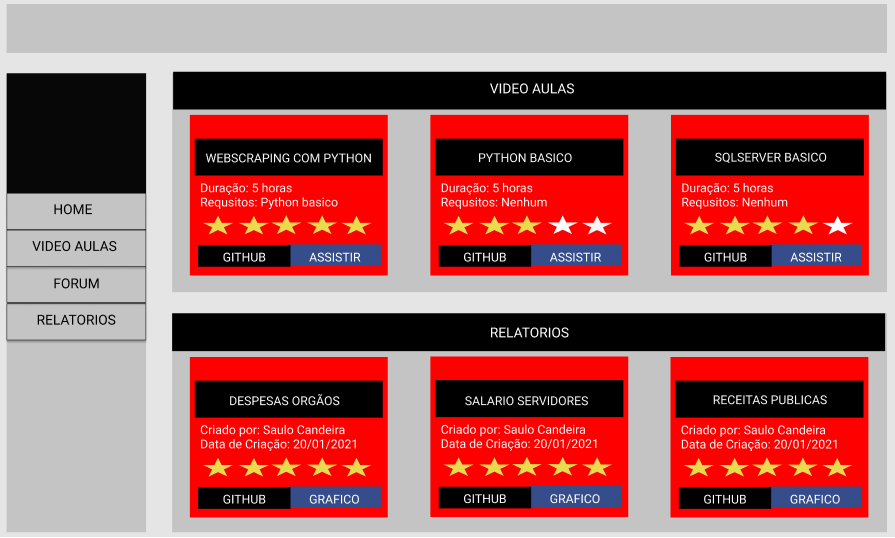 HOME
VIDEO AULAS
FORUM
RELATORIOS
VIDEO AULAS
WEBSCRAPING COM PYTHON
Duração: 5 horas
Requsitos: Python basico
GITHUB
ASSISTIR
PYTHON BASICO
Duração: 5 horas
Requsitos: Nenhum
GITHUB
ASSISTIR
SQLSERVER BASICO
Duração: 5 horas
Requsitos: Nenhum
GITHUB
ASSISTIR
RELATORIOS
DESPESAS ORGÃOS
Criado por: Saulo Candeira
Data de Criação: 20/01/2021
GITHUB
GRAFICO
SALARIO SERVIDORES
Criado por: Saulo Candeira
Data de Criação: 20/01/2021
GITHUB
GRAFICO
RECEITAS PUBLICAS
Criado por: Saulo Candeira
Data de Criação: 20/01/2021
GITHUB
GRAFICO